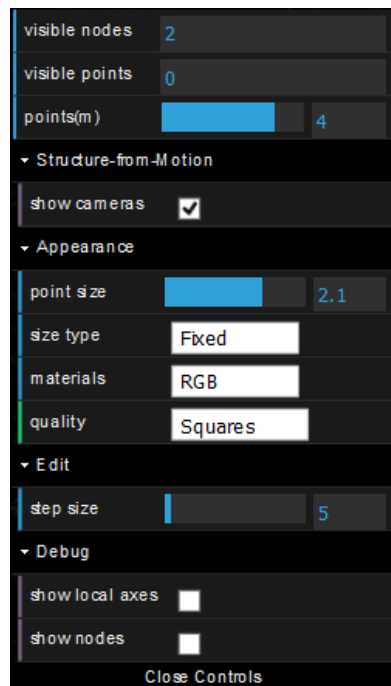 visible nodes 2
visible points 0
points(m) 4
Structure-from-Motion
show cameras
Appearance
point size 2.1
size type Fixed
materials RGB
quality Squares
Edit
step size 5
Debug
show local axes
show nodes
Close Controls